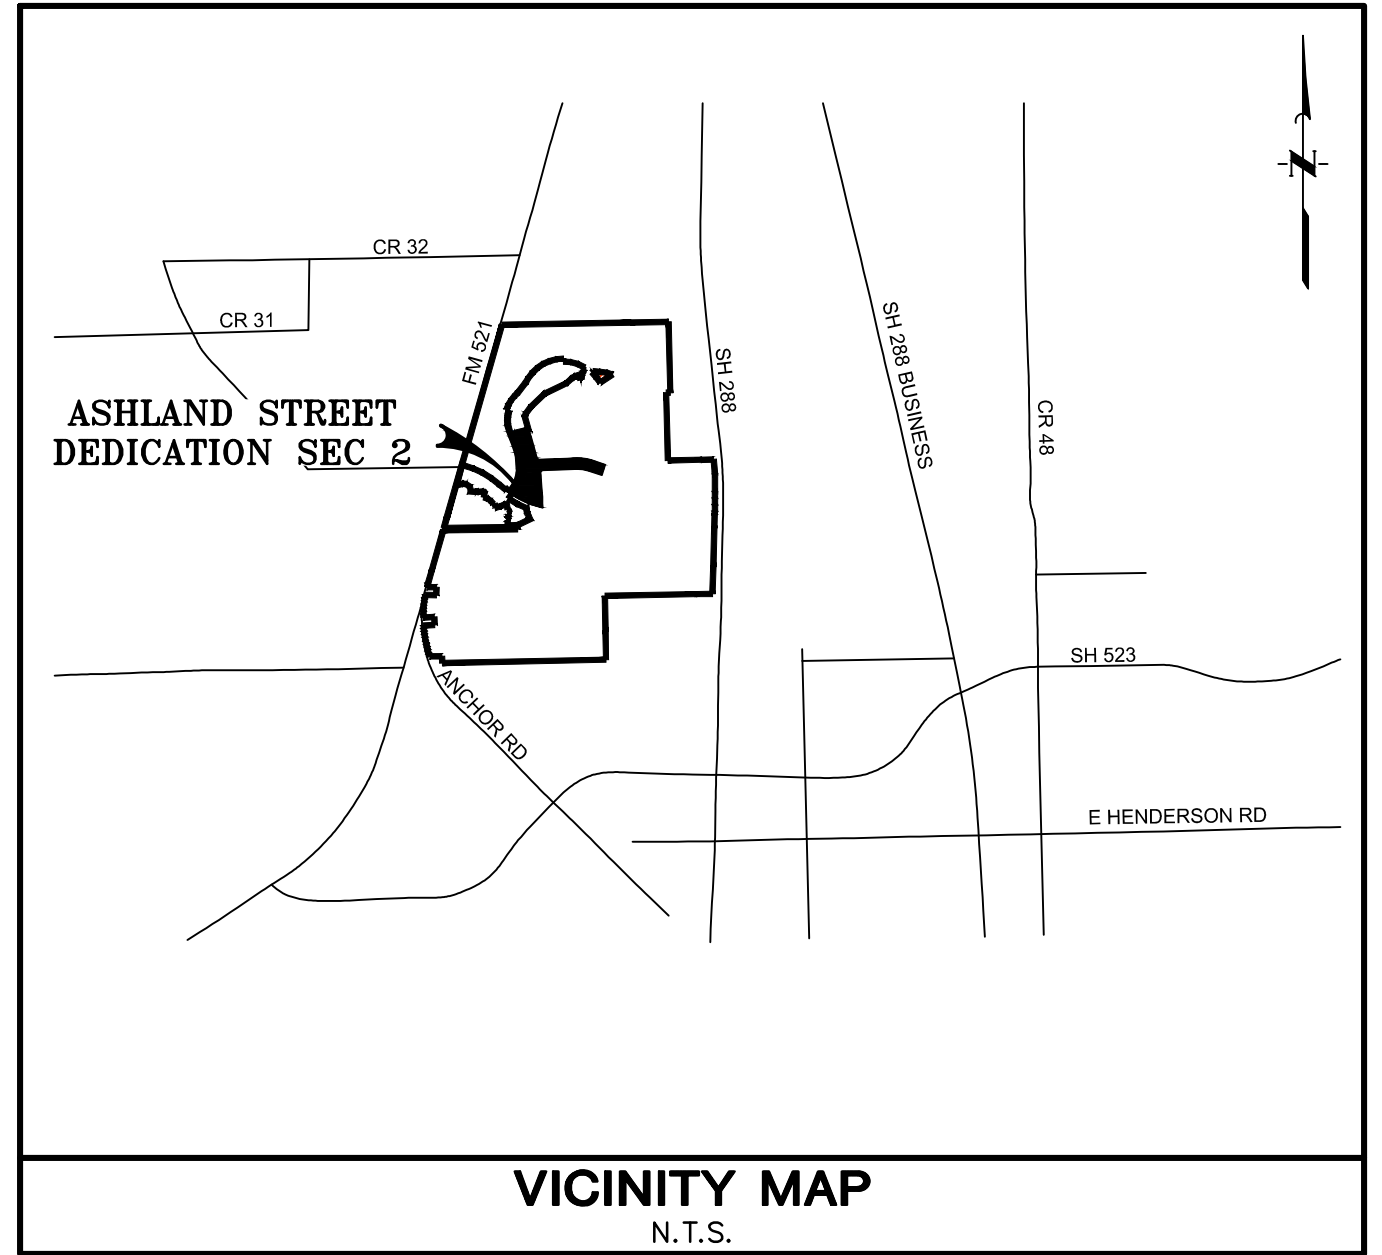 N
CR 32
CR 31
FM 521
SH 288
SH 288 BUSINESS
CR 48
ASHLAND STREET
DEDICATION SEC 2
SH 523
ANCHOR RD
E HENDERSON RD
VICINITY MAP
N.T.S.